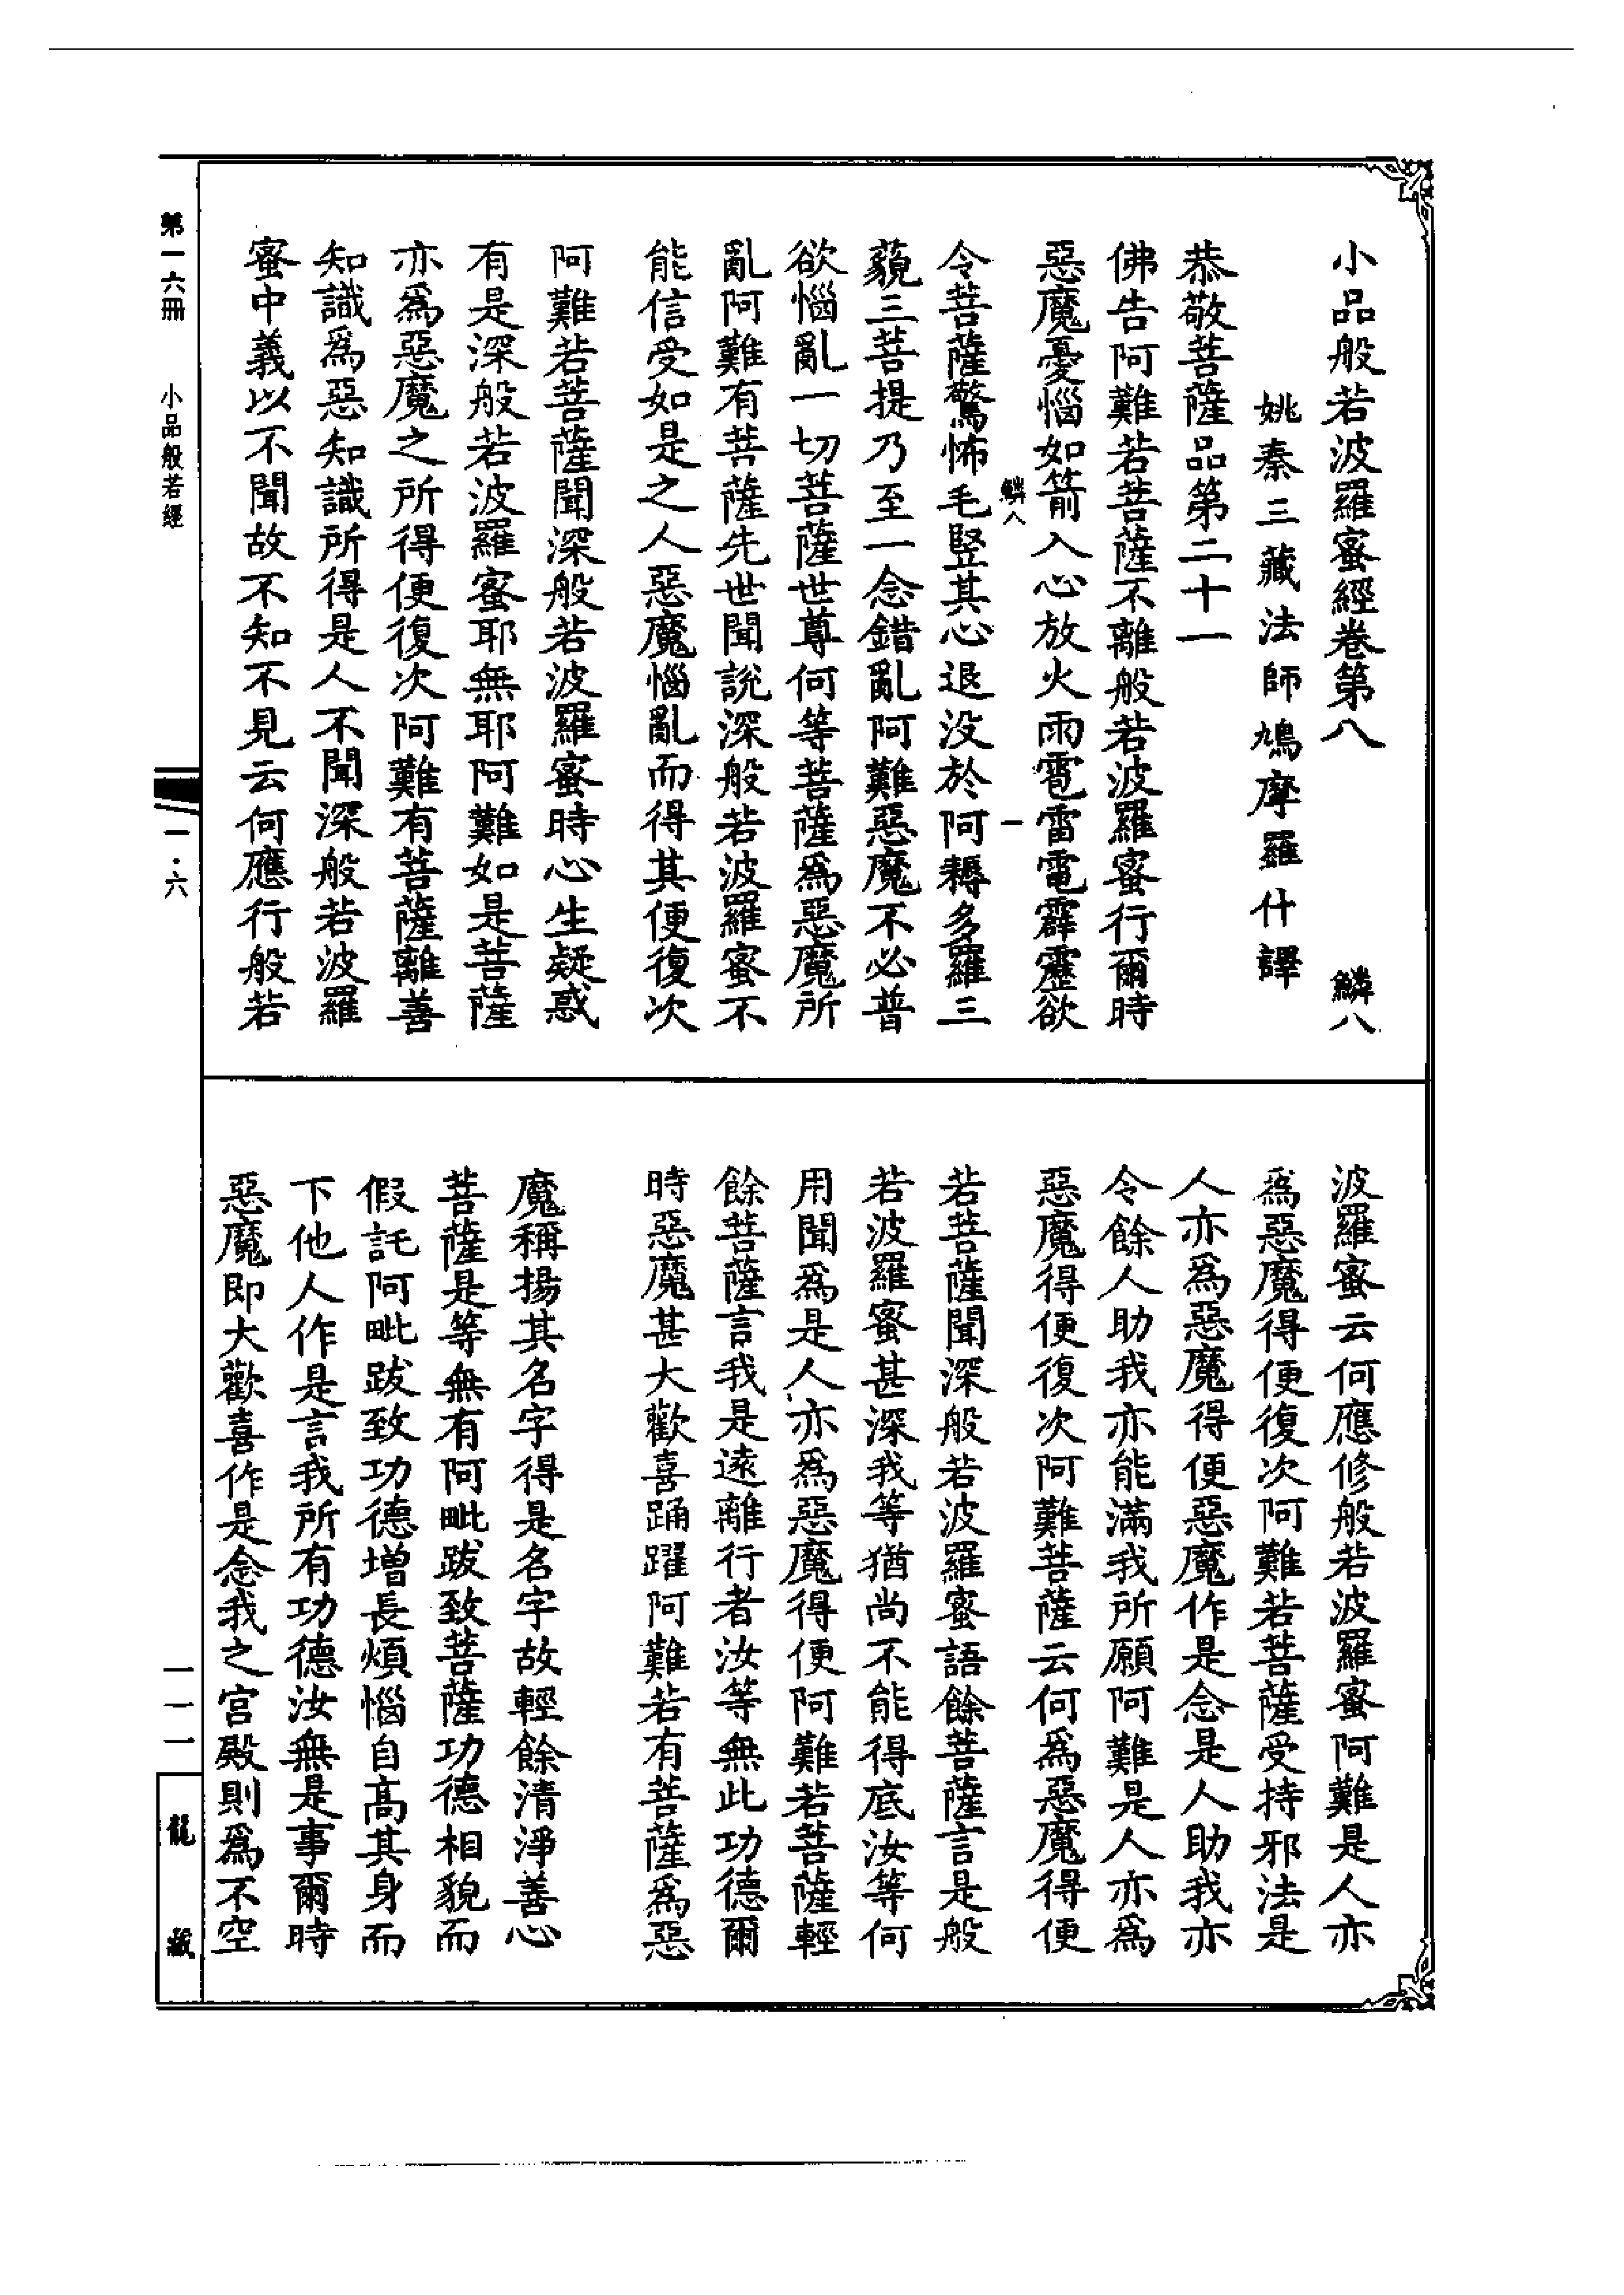 小品般若波羅蜜經卷第八　鱗八
姚秦三藏法師鳩摩羅什譯
恭敬菩薩品第二十一
佛告阿難若菩薩不離般若波羅蜜行爾時
惡魔憂惱如箭入心放火雨雹雷電霹靂欲
鱗八　一
令菩薩驚怖毛竪其心退没於阿耨多羅三
藐三菩提乃至一念錯亂阿難惡魔不必普
欲惱亂一切菩薩世尊何等菩薩爲惡魔所
亂阿難有菩薩先世聞説深般若波羅蜜不
能信受如是之人惡魔惱亂而得其便復次
阿難若菩薩聞深般若波羅蜜時心生疑惑
有是深般若波羅蜜耶無耶阿難如是菩薩
亦爲惡魔之所得便復次阿難有菩薩離善
知識爲惡知識所得是人不聞深般若波羅
蜜中義以不聞故不知不見云何應行般若
波羅蜜云何應修般若波羅蜜阿難是人亦
爲惡魔得便復次阿難若菩薩受持邪法是
人亦爲惡魔得便惡魔作是念是人助我亦
令餘人助我亦能滿我所願阿難是人亦爲
惡魔得便復次阿難菩薩云何爲惡魔得便
若菩薩聞深般若波羅蜜語餘菩薩言是般
若波羅蜜甚深我等猶尚不能得底汝等何
用聞爲是人亦爲惡魔得便阿難若菩薩輕
餘菩薩言我是遠離行者汝等無此功德爾
時惡魔甚大歡喜踊躍阿難若有菩薩爲惡
魔稱揚其名字得是名字故輕餘清淨善心
菩薩是等無有阿毗跋致菩薩功德相貌而
假託阿毗跋致功德增長煩惱自髙其身而
下他人作是言我所有功德汝無是事爾時
惡魔即大歡喜作是念我之宫殿則爲不空
第一六冊　小品般若經
一・六
一一一
龍藏